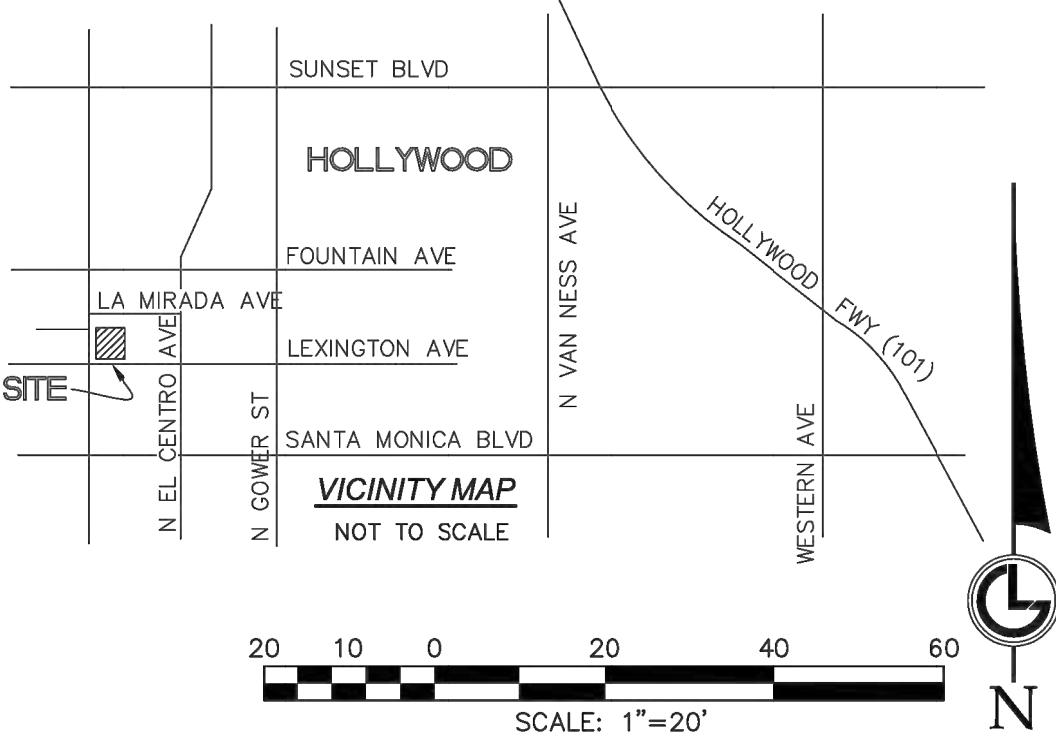 SUNSET BLVD
HOLLYWOOD
N VAN NESS AVE
HOLLYWOOD FWY (101)
FOUNTAIN AVE
LA MIRADA AVE
N EL CENTRO AVE
LEXINGTON AVE
SITE
N GOWER ST
SANTA MONICA BLVD
WESTERN AVE
VICINITY MAP
NOT TO SCALE
20 10 0 20 40 60
SCALE: 1"=20'
N